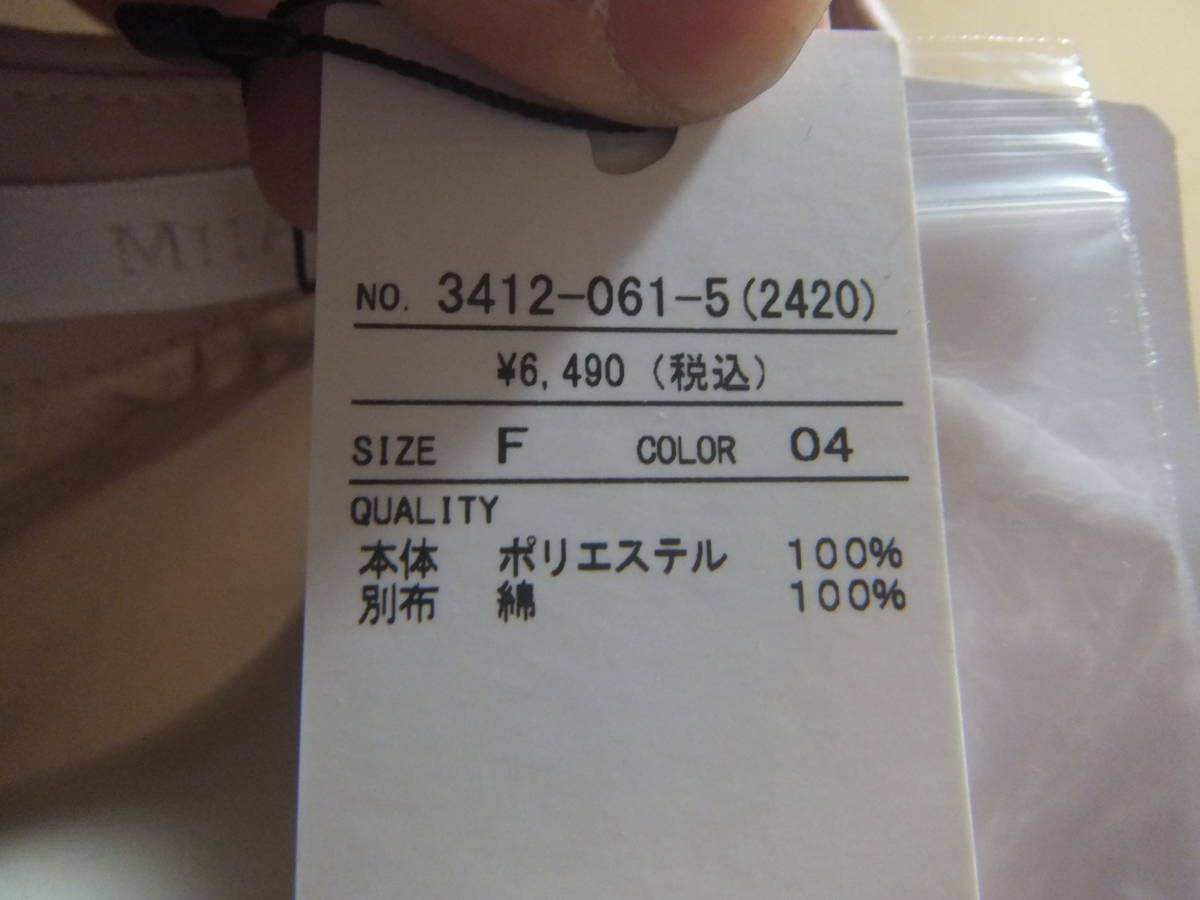 NO. 3412-061-5(2420)
¥6,490 (税込)
SIZE F COLOR 04
QUALITY
本体 ポリエステル 100%
別布 綿 100%